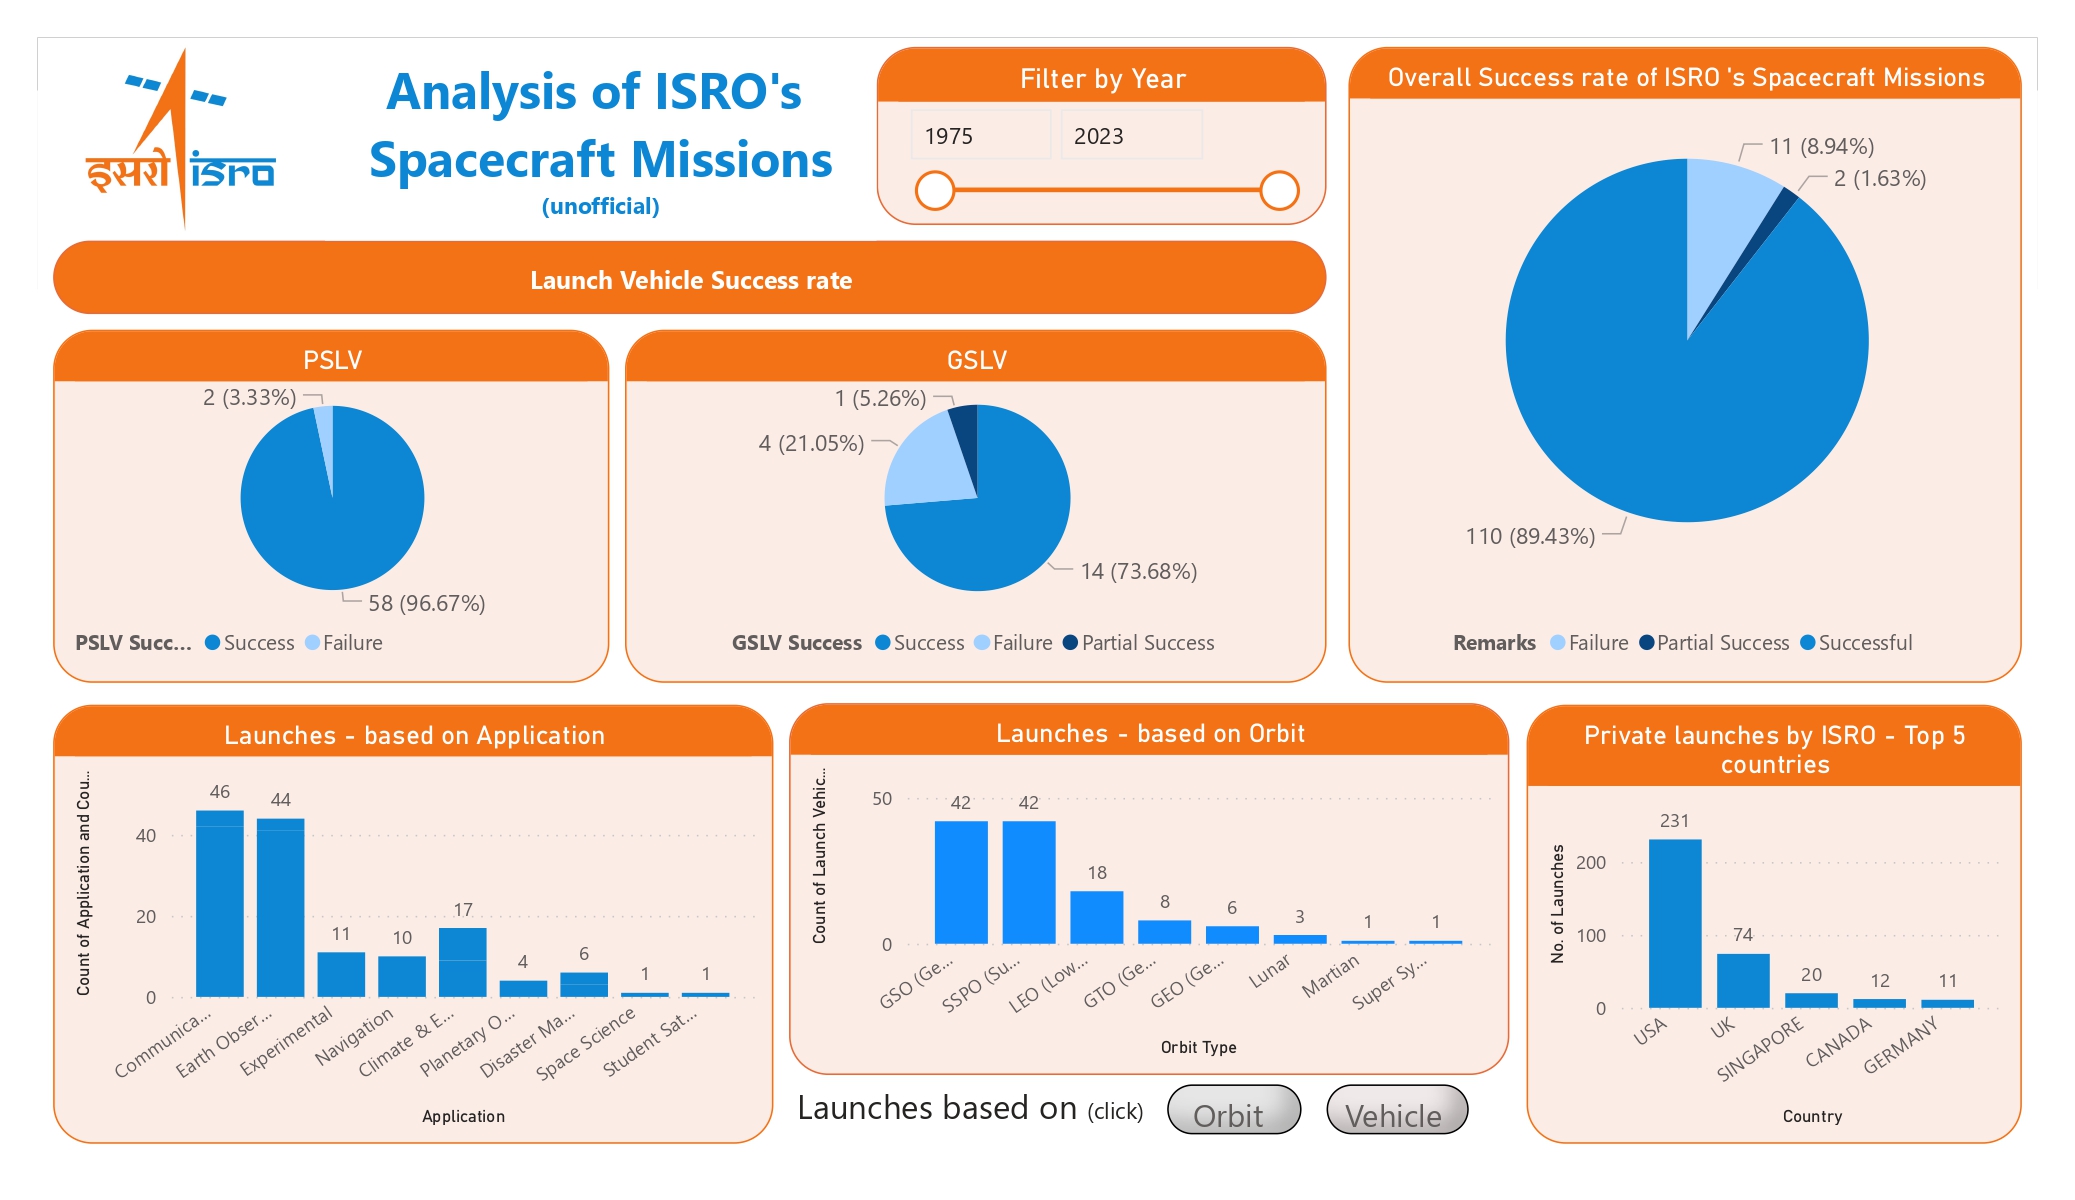 इसरो isro
Analysis of ISRO's
Spacecraft Missions
(unofficial)
Filter by Year
1975 2023
Overall Success rate of ISRO 's Spacecraft Missions
11 (8.94%)
2 (1.63%)
110 (89.43%)
Remarks Failure Partial Success Successful
Launch Vehicle Success rate
PSLV
2 (3.33%)
58 (96.67%)
PSLV Succ... Success Failure
GSLV
1 (5.26%)
4 (21.05%)
14 (73.68%)
GSLV Success Success Failure Partial Success
Launches - based on Application
Count of Application and Cou...
40
20
0
46 44 11 10 17 4 6 1 1
Communica...
Earth Obser...
Experimental
Navigation
Climate & E...
Planetary O...
Disaster Ma...
Space Science
Student Sat...
Application
Launches - based on Orbit
Count of Launch Vehic...
50
0
42 42 18 8 6 3 1 1
GSO (Ge...
SSPO (Su...
LEO (Low...
GTO (Ge...
GEO (Ge...
Lunar
Martian
Super Sy...
Orbit Type
Launches based on (click) Orbit Vehicle
Private launches by ISRO - Top 5
countries
No. of Launches
200
100
0
231 74 20 12 11
USA
UK
SINGAPORE
CANADA
GERMANY
Country